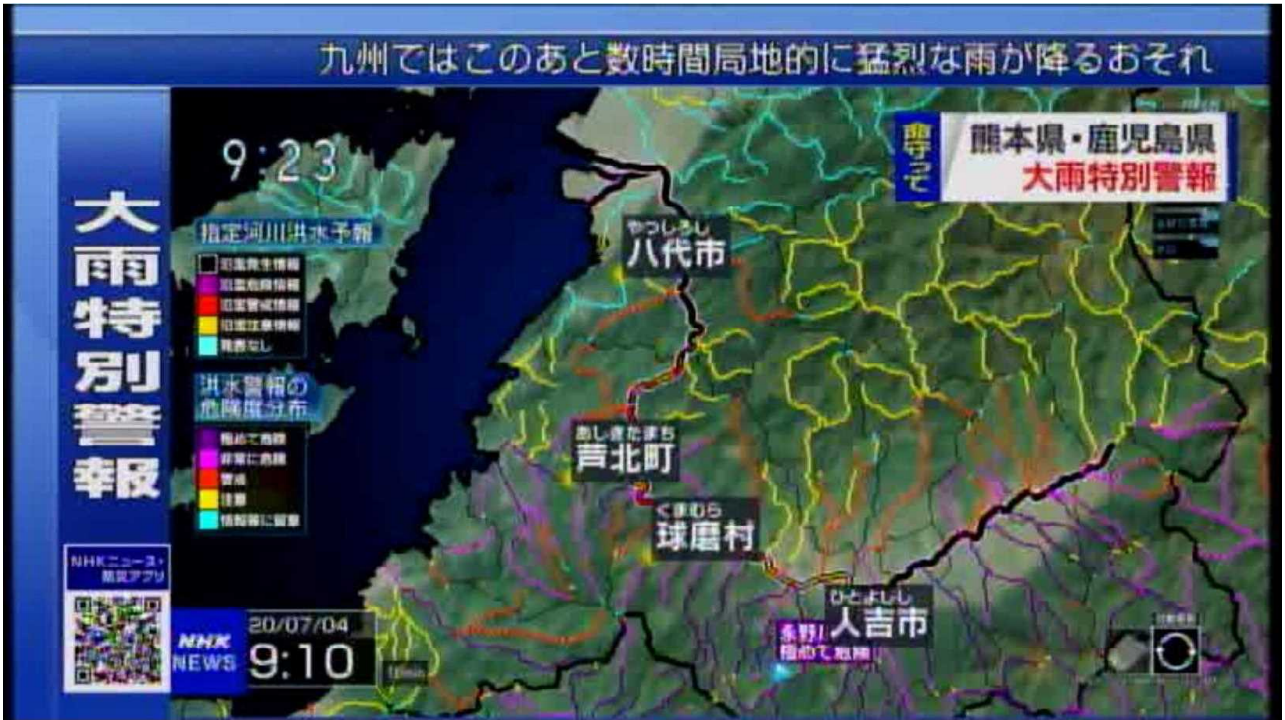 九州ではこのあと数時間局地的に猛烈な雨が降るおそれ
大雨特別警報
9:23
命守って
熊本県・鹿児島県
大雨特別警報
指定河川洪水予報
氾濫発生情報
氾濫危険情報
氾濫警戒情報
氾濫注意情報
発表なし
洪水警報の
危険度分布
極めて危険
非常に危険
警戒
注意
情報等に留意
やつしろし
八代市
あしきたまち
芦北町
くまむら
球磨村
ひとよしし
人吉市
永野川
極めて危険
NHKニュース・
防災アプリ
NHK
NEWS
20/07/04
9:10